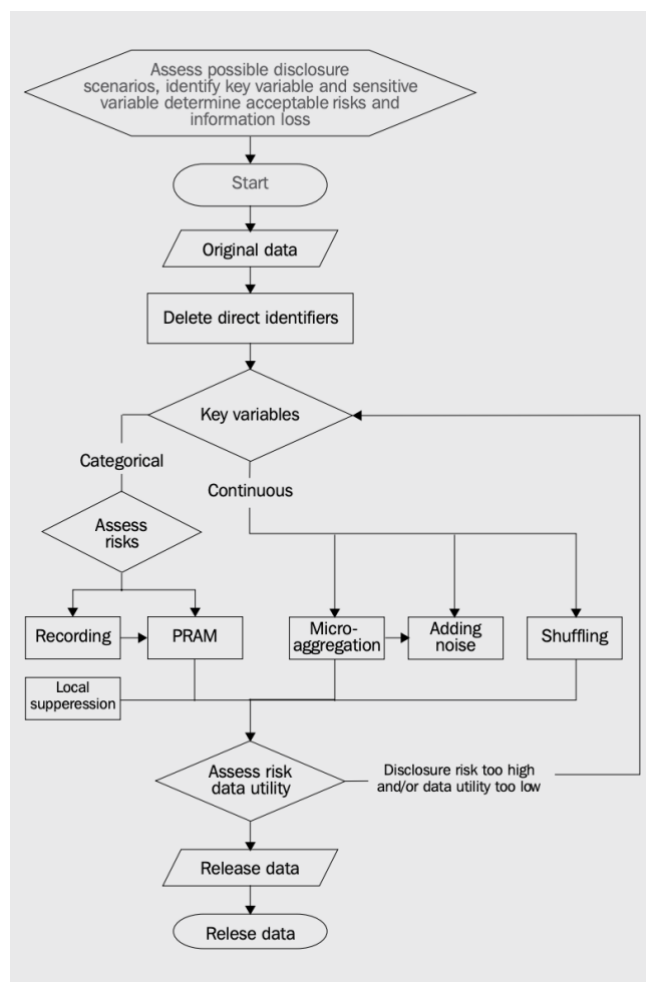 Assess possible disclosure
scenarios, identify key variable and sensitive
variable determine acceptable risks and
information loss
Start
Original data
Delete direct identifiers
Key variables
Categorical
Continuous
Assess
risks
Recording
PRAM
Micro-
aggregation
Adding
noise
Shuffling
Local
supperession
Assess risk
data utility
Disclosure risk too high
and/or data utility too low
Release data
Relese data